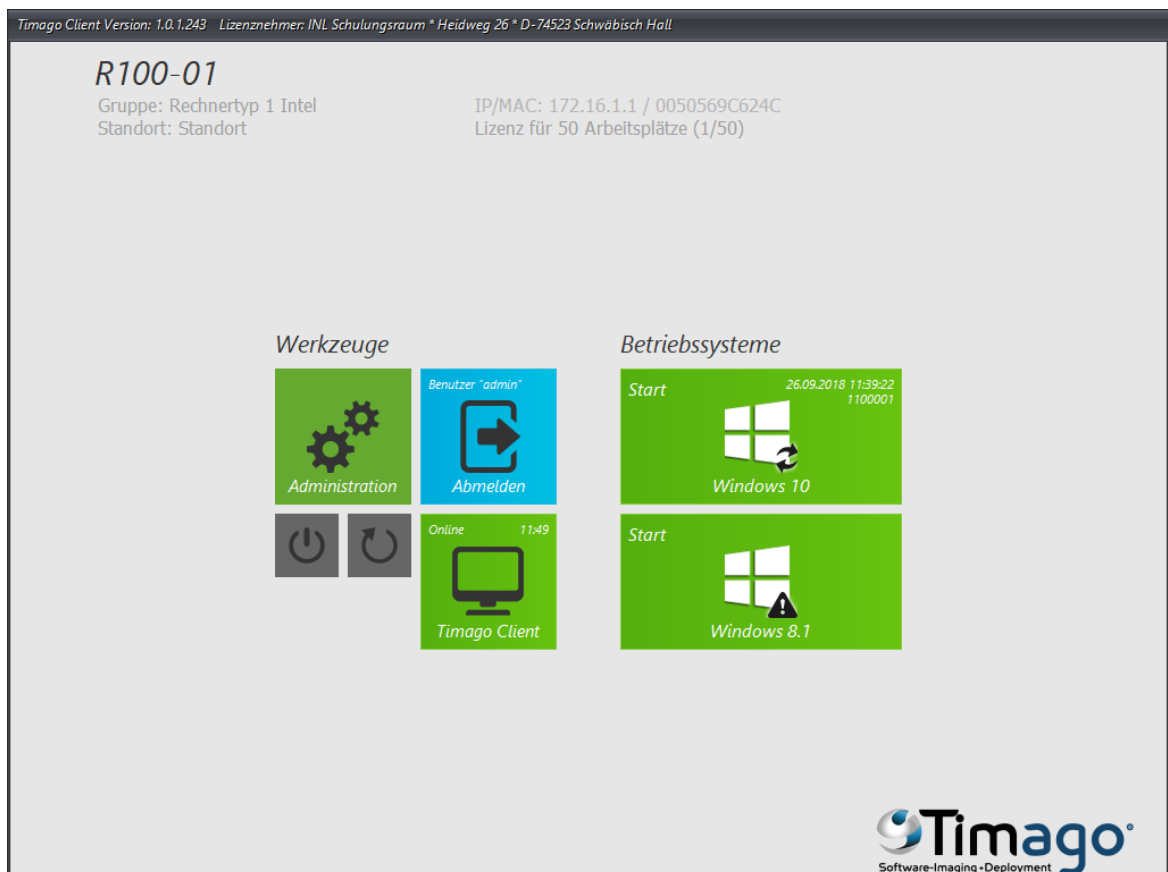 Timago Client Version: 1.0.1.243 Lizenznehmer: INL Schulungsraum * Heidweg 26 * D-74523 Schwäbisch Hall
R100-01
Gruppe: Rechnertyp 1 Intel
IP/MAC: 172.16.1.1 / 0050569C624C
Standort: Standort
Lizenz für 50 Arbeitsplätze (1/50)
Werkzeuge
Betriebssysteme
Administration
Benutzer "admin"
Abmelden
Start
26.09.2018 11:39:22
1100001
Windows 10
Online 11:49
Timago Client
Start
Windows 8.1
Timago
Software-Imaging•Deployment